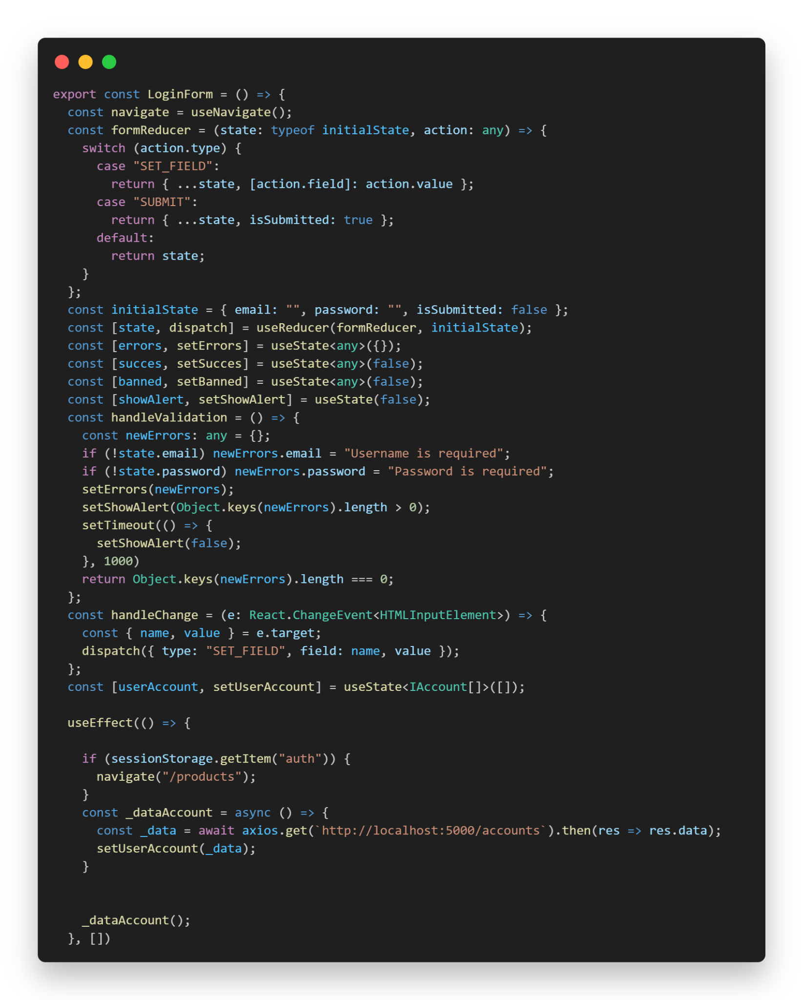 export const LoginForm = () => {
  const navigate = useNavigate();
  const formReducer = (state: typeof initialState, action: any) => {
    switch (action.type) {
      case "SET_FIELD":
        return { ...state, [action.field]: action.value };
      case "SUBMIT":
        return { ...state, isSubmitted: true };
      default:
        return state;
    }
  };
  const initialState = { email: "", password: "", isSubmitted: false };
  const [state, dispatch] = useReducer(formReducer, initialState);
  const [errors, setErrors] = useState<any>({});
  const [succes, setSucces] = useState<any>(false);
  const [banned, setBanned] = useState<any>(false);
  const [showAlert, setShowAlert] = useState(false);
  const handleValidation = () => {
    const newErrors: any = {};
    if (!state.email) newErrors.email = "Username is required";
    if (!state.password) newErrors.password = "Password is required";
    setErrors(newErrors);
    setShowAlert(Object.keys(newErrors).length > 0);
    setTimeout(() => {
      setShowAlert(false);
    }, 1000)
    return Object.keys(newErrors).length === 0;
  };
  const handleChange = (e: React.ChangeEvent<HTMLInputElement>) => {
    const { name, value } = e.target;
    dispatch({ type: "SET_FIELD", field: name, value });
  };
  const [userAccount, setUserAccount] = useState<IAccount[]>([]);

  useEffect(() => {

    if (sessionStorage.getItem("auth")) {
      navigate("/products");
    }
    const _dataAccount = async () => {
      const _data = await axios.get(`http://localhost:5000/accounts`).then(res => res.data);
      setUserAccount(_data);
    }


    _dataAccount();
  }, [])